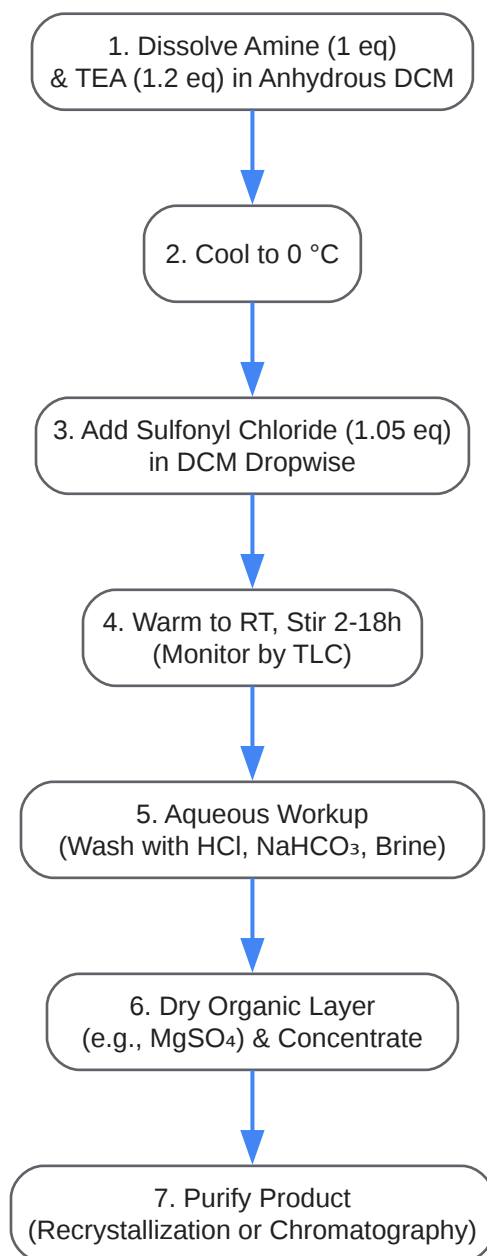 1. Dissolve Amine (1 eq)
& TEA (1.2 eq) in Anhydrous DCM
2. Cool to 0 °C
3. Add Sulfonyl Chloride (1.05 eq)
in DCM Dropwise
4. Warm to RT, Stir 2-18h
(Monitor by TLC)
5. Aqueous Workup
(Wash with HCl, NaHCO₃, Brine)
6. Dry Organic Layer
(e.g., MgSO₄) & Concentrate
7. Purify Product
(Recrystallization or Chromatography)